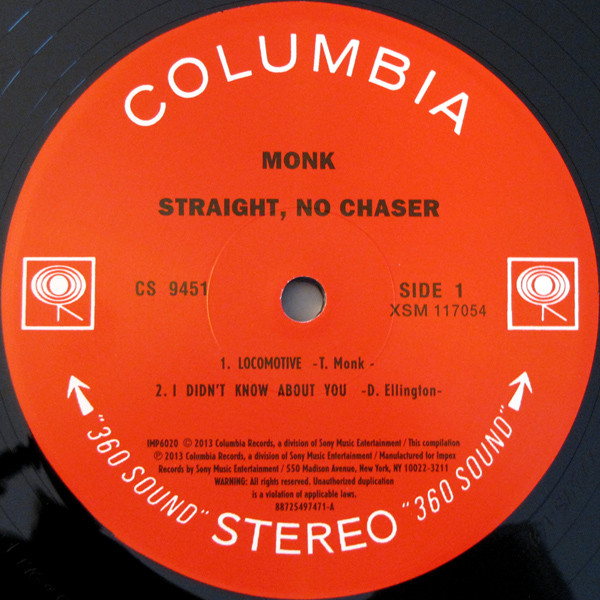 COLUMBIA
MONK
STRAIGHT, NO CHASER
CS 9451
SIDE 1
XSM 117054
1. LOCOMOTIVE -T. Monk -
2. I DIDN'T KNOW ABOUT YOU -D. Ellington-
IMP6020 © 2013 Columbia Records, a division of Sony Music Entertainment / This compilation
℗ 2013 Columbia Records, a division of Sony Music Entertainment / Manufactured for Impex
Records by Sony Music Entertainment / 550 Madison Avenue, New York, NY 10022-3211
WARNING: All rights reserved. Unauthorized duplication
is a violation of applicable laws.
88725497471-A
"360 SOUND" STEREO "360 SOUND"